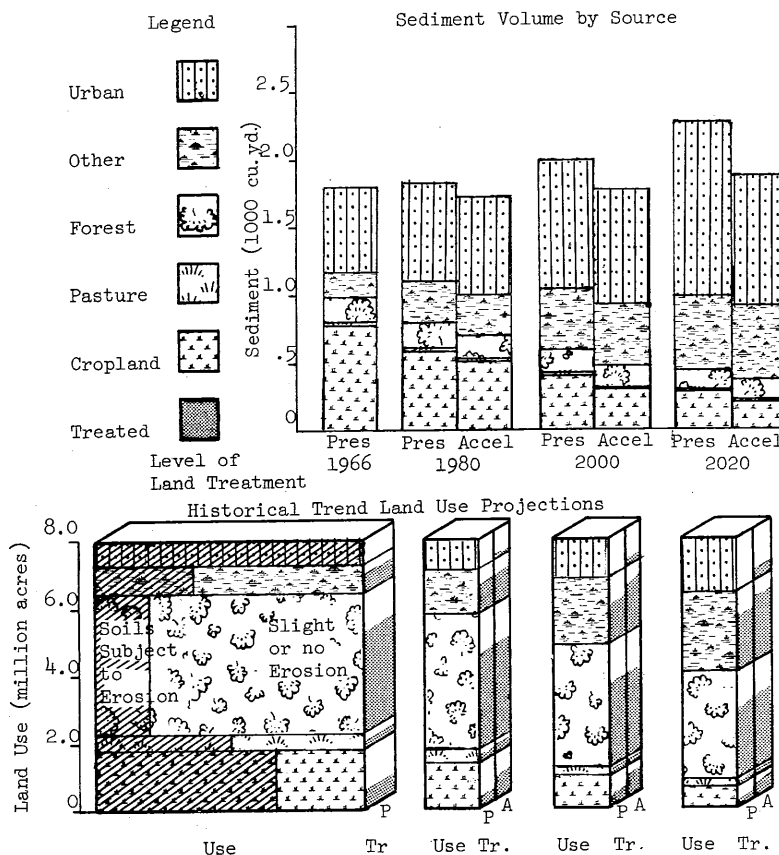 Legend
Urban
Other
Forest
Pasture
Cropland
Treated
Level of
Land Treatment
Sediment Volume by Source
Sediment (1000 cu.yd.)
2.5
2.0
1.5
1.0
.5
0
Pres Pres Accel Pres Accel Pres Accel
1966 1980 2000 2020
Historical Trend Land Use Projections
Land Use (million acres)
8.0
6.0
4.0
2.0
0
Soils
Subject
to
Erosion
Slight
or no
Erosion
P P A P A P A
Use Tr Use Tr. Use Tr. Use Tr.